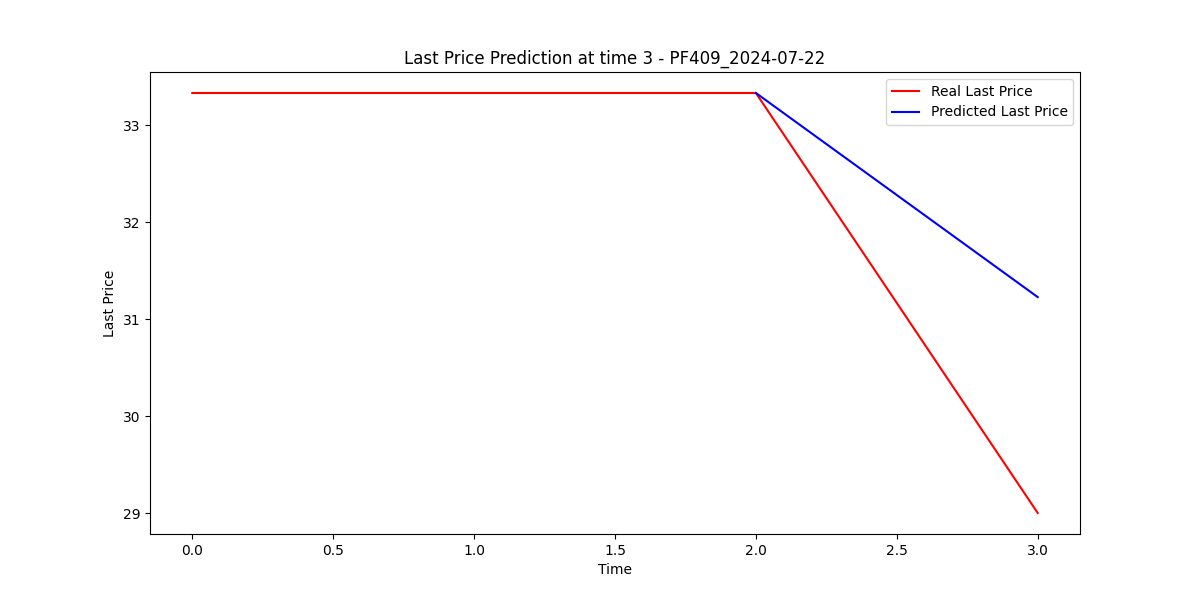 Last Price Prediction at time 3 - PF409_2024-07-22
Real Last Price
Predicted Last Price
33
32
31
30
29
Last Price
0.0 0.5 1.0 1.5 2.0 2.5 3.0
Time